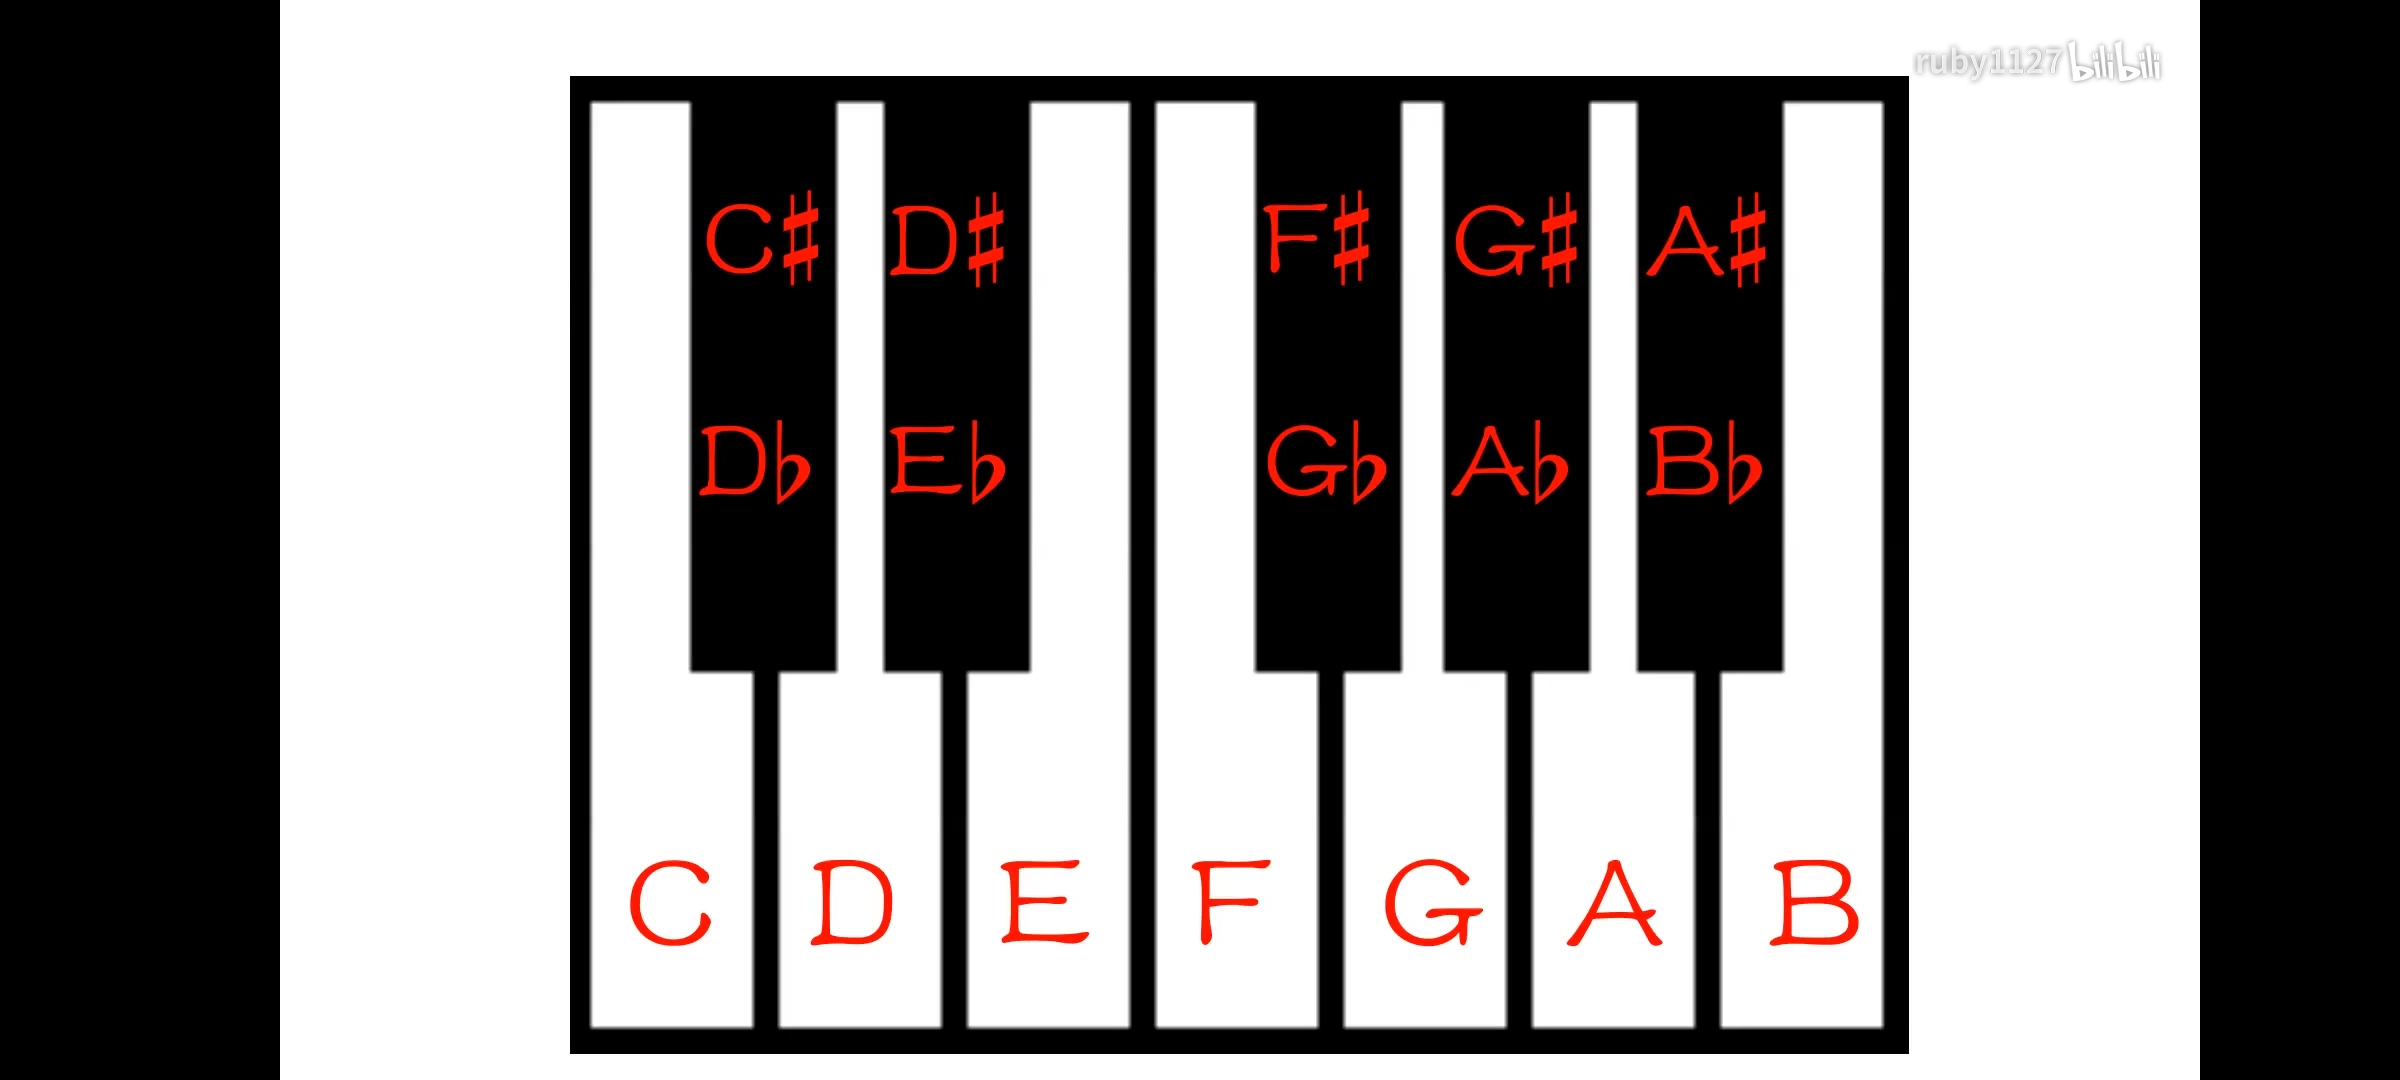 ruby1127 bilibili
C♯ D♯ F♯ G♯ A♯
D♭ E♭ G♭ A♭ B♭
C D E F G A B